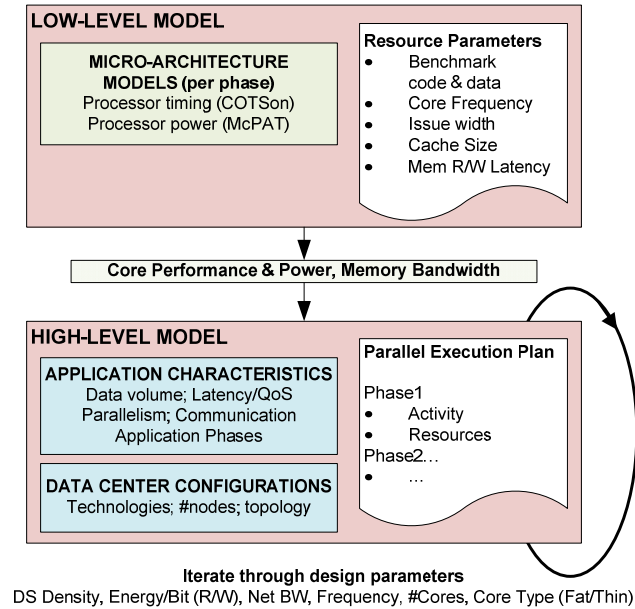 LOW-LEVEL MODEL
MICRO-ARCHITECTURE
MODELS (per phase)
Processor timing (COTSon)
Processor power (McPAT)
Resource Parameters
● Benchmark
code & data
● Core Frequency
● Issue width
● Cache Size
● Mem R/W Latency
Core Performance & Power, Memory Bandwidth
HIGH-LEVEL MODEL
APPLICATION CHARACTERISTICS
Data volume; Latency/QoS
Parallelism; Communication
Application Phases
DATA CENTER CONFIGURATIONS
Technologies; #nodes; topology
Parallel Execution Plan
Phase1
● Activity
● Resources
Phase2...
● ...
Iterate through design parameters
DS Density, Energy/Bit (R/W), Net BW, Frequency, #Cores, Core Type (Fat/Thin)